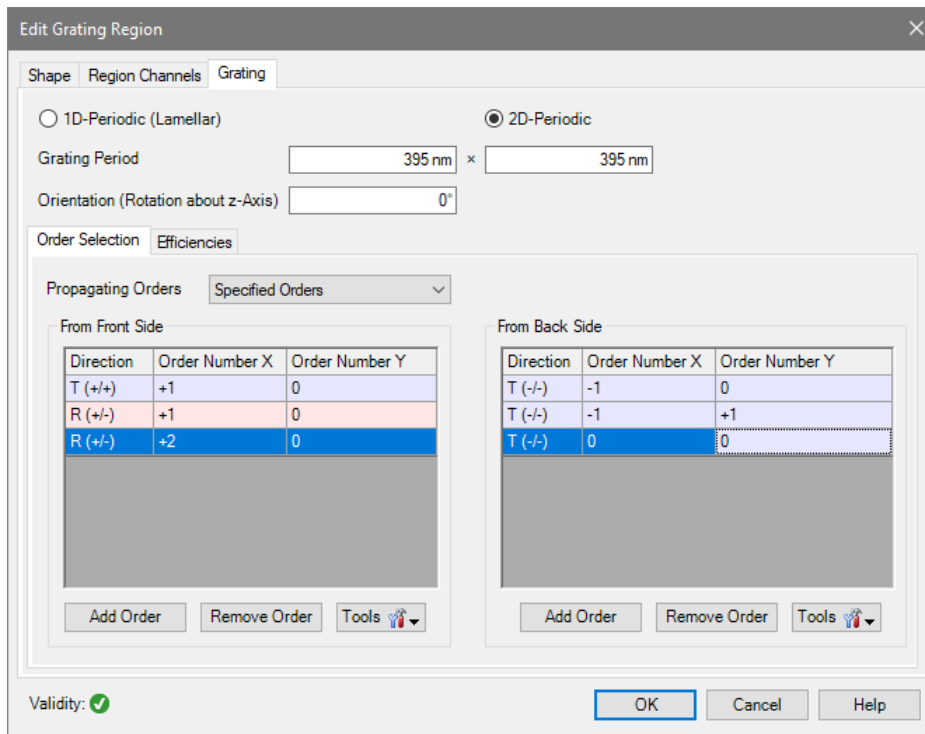 Edit Grating Region
Shape Region Channels Grating
1D-Periodic (Lamellar) 2D-Periodic
Grating Period 395 nm × 395 nm
Orientation (Rotation about z-Axis) 0°
Order Selection Efficiencies
Propagating Orders Specified Orders
From Front Side
Direction Order Number X Order Number Y
T (+/+) +1 0
R (+/-) +1 0
R (+/-) +2 0
Add Order Remove Order Tools
From Back Side
Direction Order Number X Order Number Y
T (-/-) -1 0
T (-/-) -1 +1
T (-/-) 0 0
Add Order Remove Order Tools
Validity:
OK Cancel Help